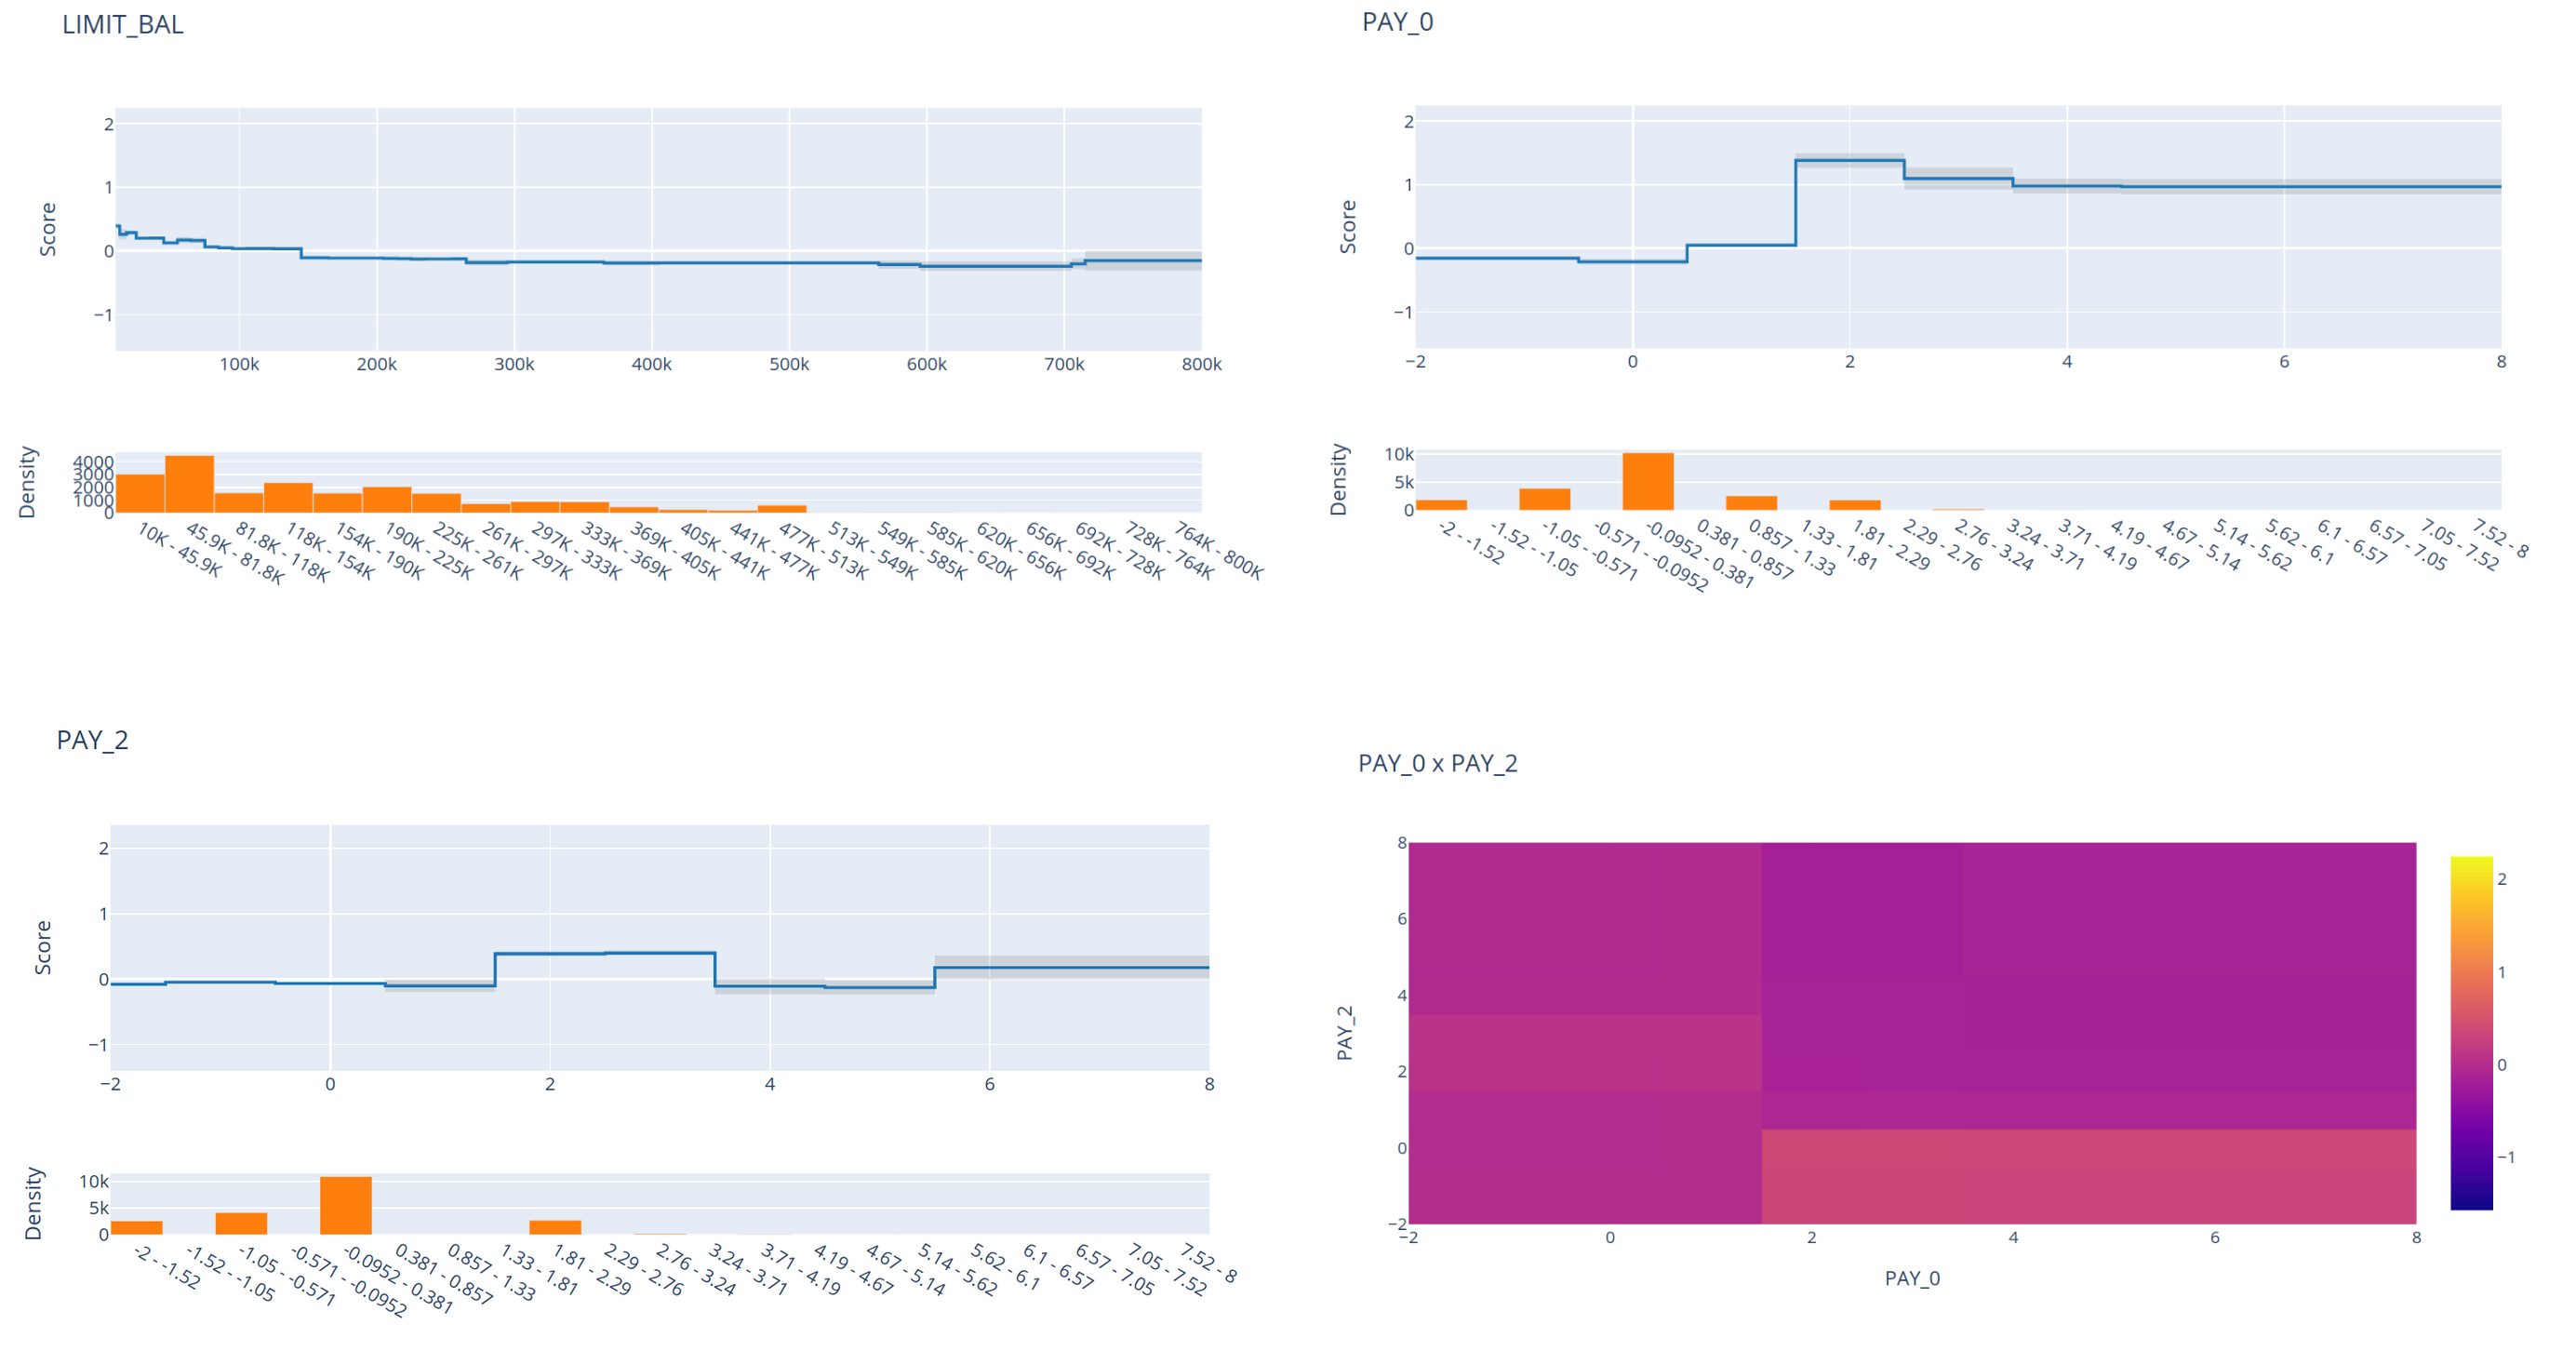 LIMIT_BAL
2
1
0
−1
Score
100k
200k
300k
400k
500k
600k
700k
800k
4000
3000
2000
1000
0
Density
10K - 45.9K
45.9K - 81.8K
81.8K - 118K
118K - 154K
154K - 190K
190K - 225K
225K - 261K
261K - 297K
297K - 333K
333K - 369K
369K - 405K
405K - 441K
441K - 477K
477K - 513K
513K - 549K
549K - 585K
585K - 620K
620K - 656K
656K - 692K
692K - 728K
728K - 764K
764K - 800K
PAY_0
2
1
0
−1
Score
−2
0
2
4
6
8
10k
5k
0
Density
-2 - -1.52
-1.52 - -1.05
-1.05 - -0.571
-0.571 - -0.0952
-0.0952 - 0.381
0.381 - 0.857
0.857 - 1.33
1.33 - 1.81
1.81 - 2.29
2.29 - 2.76
2.76 - 3.24
3.24 - 3.71
3.71 - 4.19
4.19 - 4.67
4.67 - 5.14
5.14 - 5.62
5.62 - 6.1
6.1 - 6.57
6.57 - 7.05
7.05 - 7.52
7.52 - 8
PAY_2
2
1
0
−1
Score
−2
0
2
4
6
8
10k
5k
0
Density
-2 - -1.52
-1.52 - -1.05
-1.05 - -0.571
-0.571 - -0.0952
-0.0952 - 0.381
0.381 - 0.857
0.857 - 1.33
1.33 - 1.81
1.81 - 2.29
2.29 - 2.76
2.76 - 3.24
3.24 - 3.71
3.71 - 4.19
4.19 - 4.67
4.67 - 5.14
5.14 - 5.62
5.62 - 6.1
6.1 - 6.57
6.57 - 7.05
7.05 - 7.52
7.52 - 8
PAY_0 x PAY_2
8
6
4
2
0
−2
PAY_2
−2
0
2
4
6
8
PAY_0
2
1
0
−1